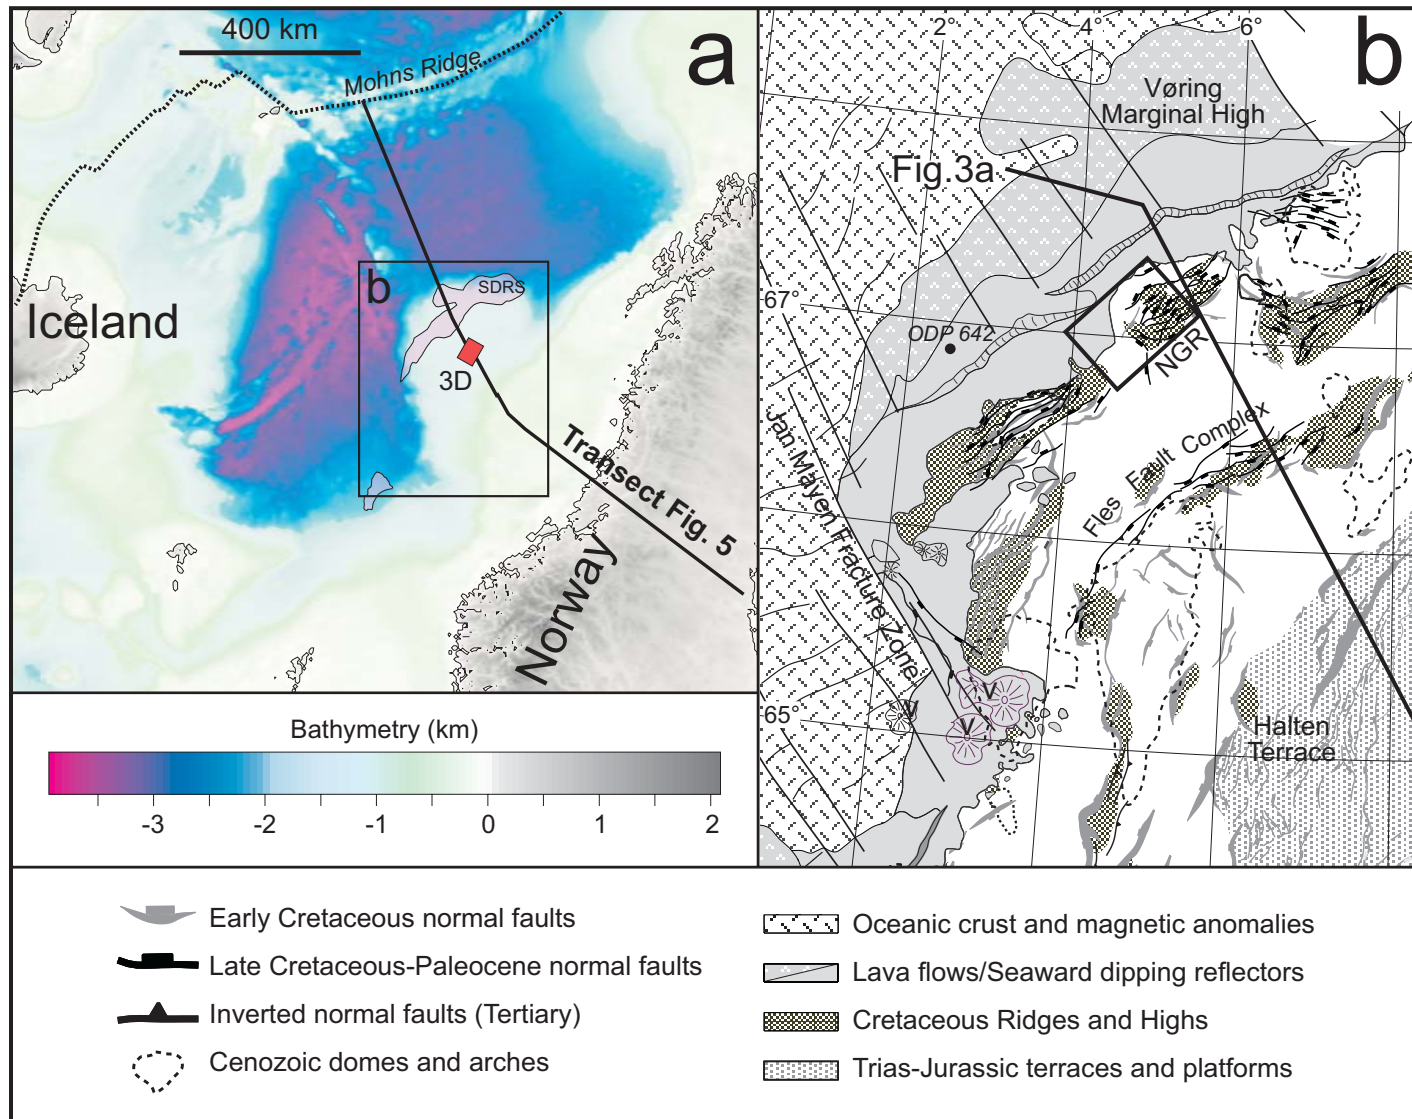 400 km
a
Mohns Ridge
Iceland
b
SDRS
3D
Transect Fig. 5
Norway
Bathymetry (km)
-3
-2
-1
0
1
2
2°
4°
6°
b
Vøring
Marginal High
Fig.3a
67°
ODP 642
NGR
Fles Fault Complex
Jan Mayen Fracture Zone
65°
V
V
V
Halten
Terrace
Early Cretaceous normal faults
Late Cretaceous-Paleocene normal faults
Inverted normal faults (Tertiary)
Cenozoic domes and arches
Oceanic crust and magnetic anomalies
Lava flows/Seaward dipping reflectors
Cretaceous Ridges and Highs
Trias-Jurassic terraces and platforms